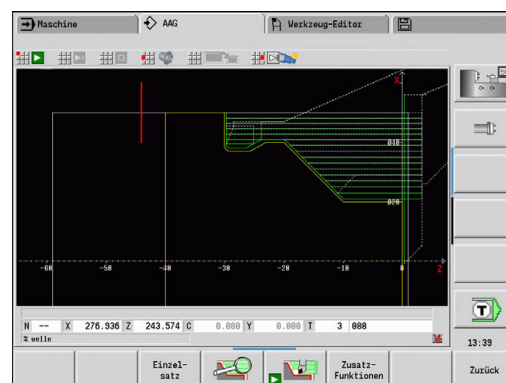 Maschine
AAG
Werkzeug-Editor
X
ø40
ø20
-60 -50 -40 -30 -20 -10 0 Z
N -- X 276.936 Z 243.574 C 0.000 Y 0.000 T 3 000
% welle
T
13:39
Einzel-
satz
Zusatz-
Funktionen
Zurück